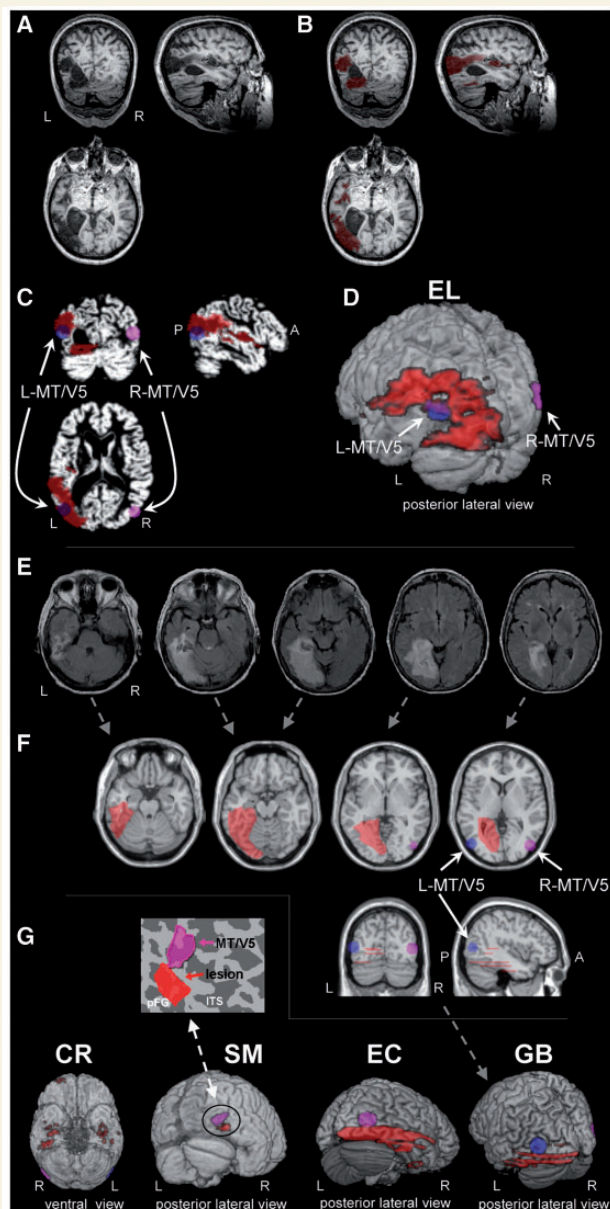 A
B
L
R
C
D
EL
P
A
L-MT/V5
R-MT/V5
L-MT/V5
R-MT/V5
L
R
L
R
posterior lateral view
E
L
R
F
L-MT/V5
R-MT/V5
G
MT/V5
lesion
pFG
ITS
P
A
L
R
CR
SM
EC
GB
R
L
L
R
L
R
L
R
ventral view
posterior lateral view
posterior lateral view
posterior lateral view